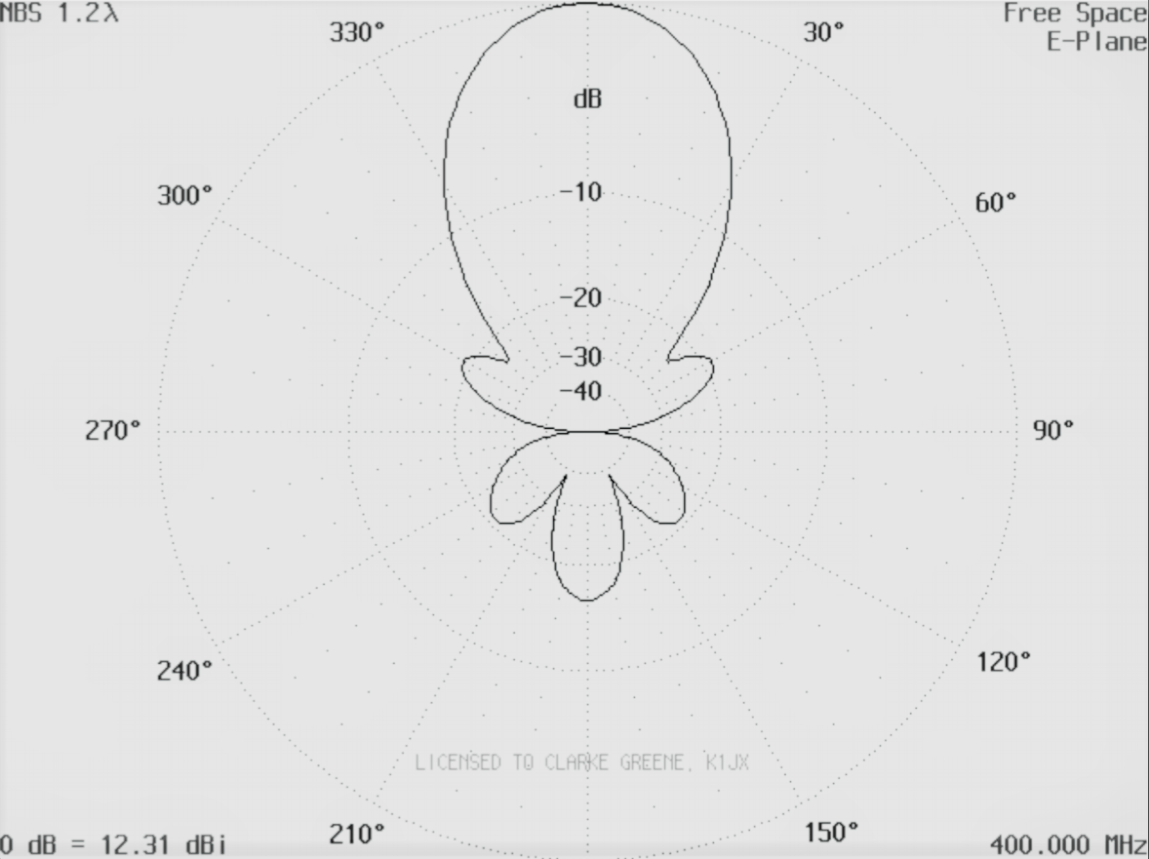 NBS 1.2λ
Free Space
E-Plane
330°
30°
dB
-10
300°
60°
-20
-30
-40
270°
90°
240°
120°
LICENSED TO CLARKE GREENE, K1JX
210°
150°
0 dB = 12.31 dBi
400.000 MHz